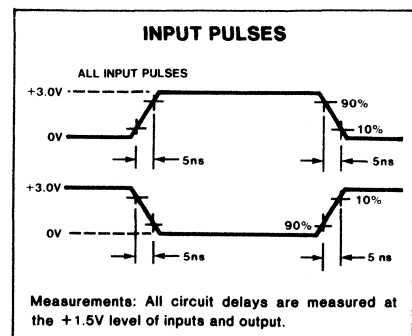 INPUT PULSES
ALL INPUT PULSES
+3.0V
90%
10%
0V
5ns
5ns
+3.0V
10%
0V
90%
5ns
5 ns
Measurements: All circuit delays are measured at
the +1.5V level of inputs and output.